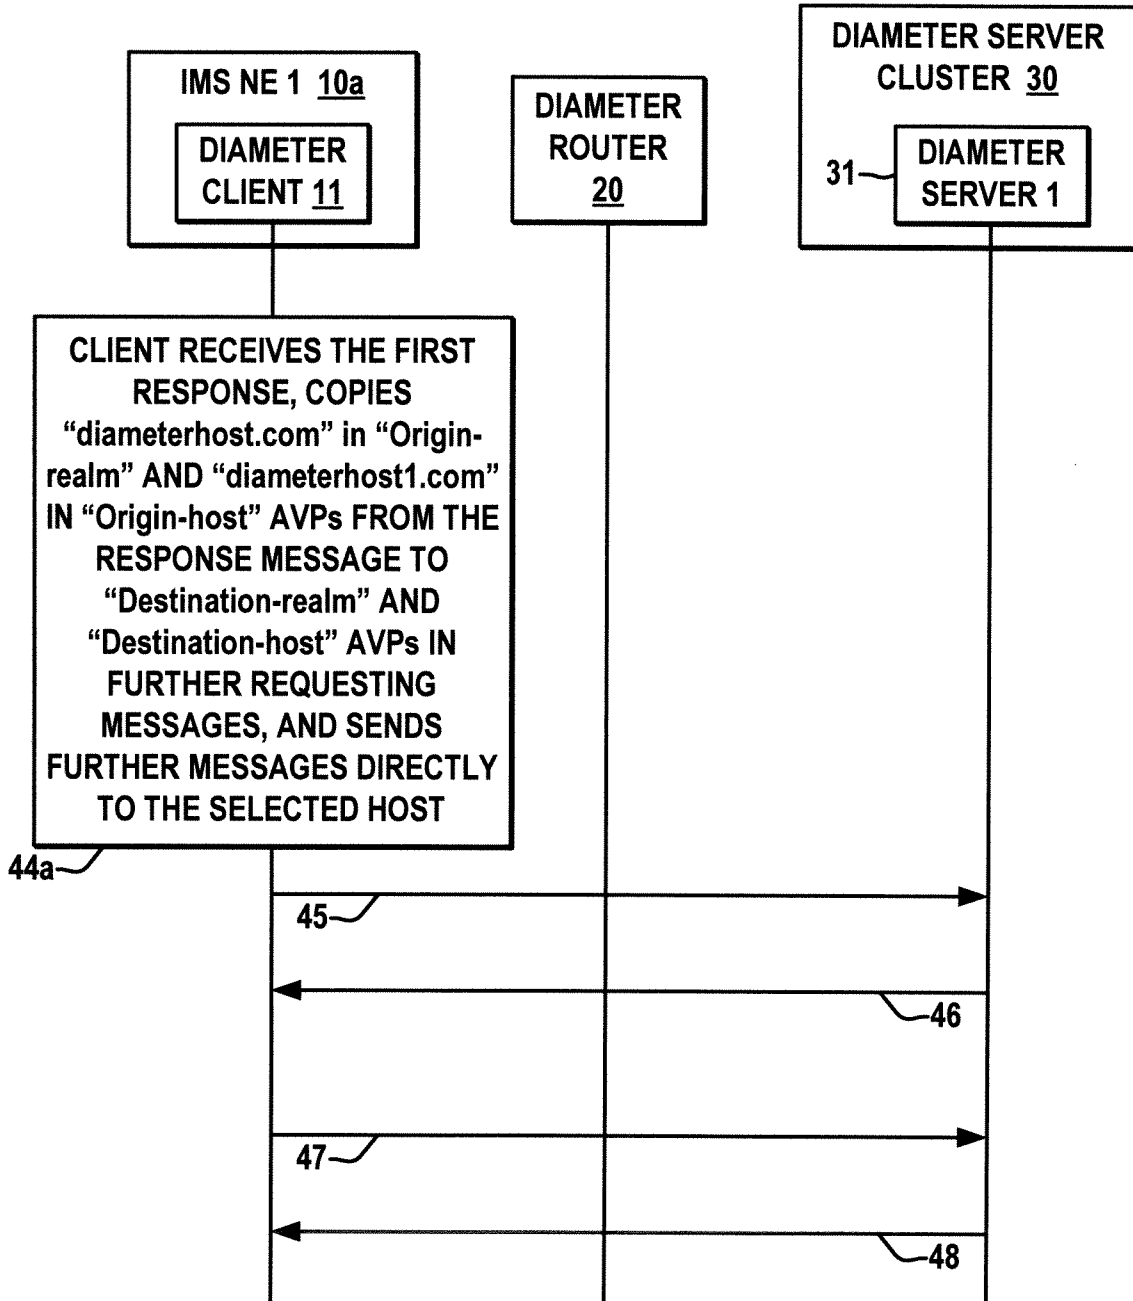 IMS NE 1 10a
DIAMETER
CLIENT 11
DIAMETER
ROUTER
20
DIAMETER SERVER
CLUSTER 30
31
DIAMETER
SERVER 1
CLIENT RECEIVES THE FIRST
RESPONSE, COPIES
“diameterhost.com” in “Origin-
realm” AND “diameterhost1.com”
IN “Origin-host” AVPs FROM THE
RESPONSE MESSAGE TO
“Destination-realm” AND
“Destination-host” AVPs IN
FURTHER REQUESTING
MESSAGES, AND SENDS
FURTHER MESSAGES DIRECTLY
TO THE SELECTED HOST
44a
45
46
47
48